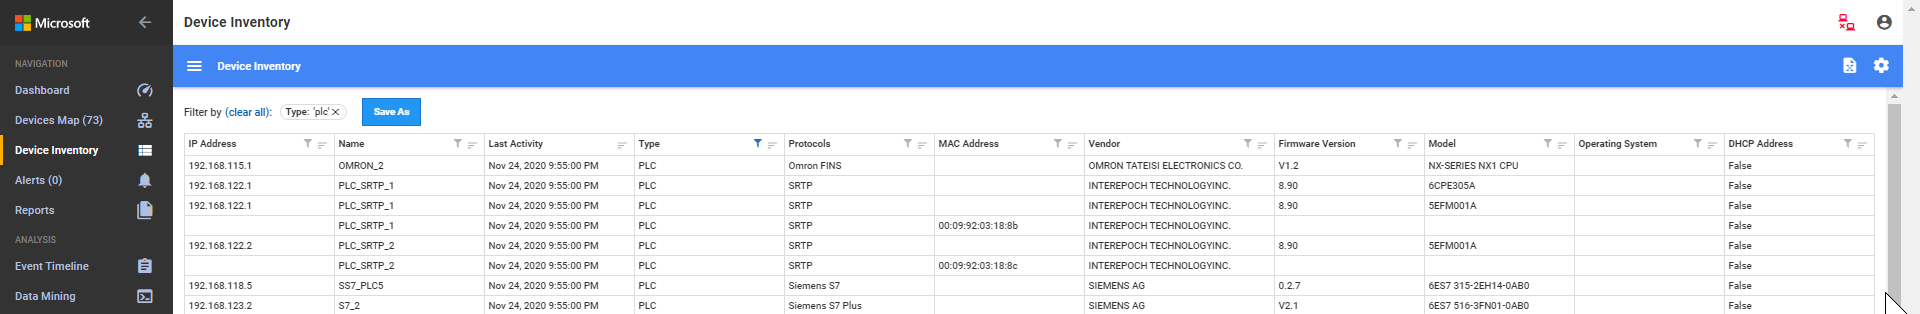 Microsoft
Device Inventory
NAVIGATION
Dashboard
Devices Map (73)
Device Inventory
Alerts (0)
Reports
ANALYSIS
Event Timeline
Data Mining
Device Inventory
Filter by (clear all): Type: 'plc' Save As
IP Address Name Last Activity Type Protocols MAC Address Vendor Firmware Version Model Operating System DHCP Address
192.168.115.1 OMRON_2 Nov 24, 2020 9:55:00 PM PLC Omron FINS OMRON TATEISI ELECTRONICS CO. V1.2 NX-SERIES NX1 CPU False
192.168.122.1 PLC_SRTP_1 Nov 24, 2020 9:55:00 PM PLC SRTP INTEREPOCH TECHNOLOGYINC. 8.90 6CPE305A False
192.168.122.1 PLC_SRTP_1 Nov 24, 2020 9:55:00 PM PLC SRTP INTEREPOCH TECHNOLOGYINC. 8.90 5EFM001A False
PLC_SRTP_1 Nov 24, 2020 9:55:00 PM PLC SRTP 00:09:92:03:18:8b INTEREPOCH TECHNOLOGYINC. False
192.168.122.2 PLC_SRTP_2 Nov 24, 2020 9:55:00 PM PLC SRTP INTEREPOCH TECHNOLOGYINC. 8.90 5EFM001A False
PLC_SRTP_2 Nov 24, 2020 9:55:00 PM PLC SRTP 00:09:92:03:18:8c INTEREPOCH TECHNOLOGYINC. False
192.168.118.5 SS7_PLC5 Nov 24, 2020 9:55:00 PM PLC Siemens S7 SIEMENS AG 0.2.7 6ES7 315-2EH14-0AB0 False
192.168.123.2 S7_2 Nov 24, 2020 9:55:00 PM PLC Siemens S7 Plus SIEMENS AG V2.1 6ES7 516-3FN01-0AB0 False